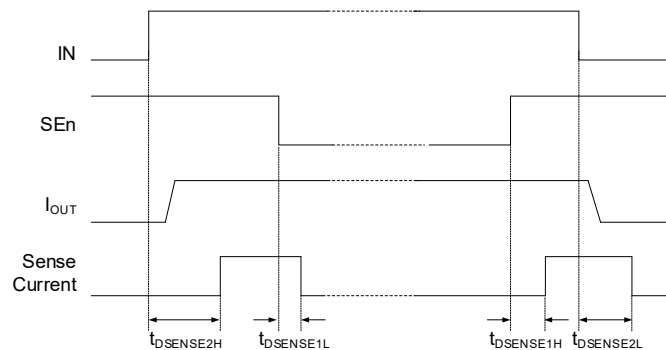 IN
SEn
IOUT
Sense
Current
tDSENSE2H tDSENSE1L tDSENSE1H tDSENSE2L